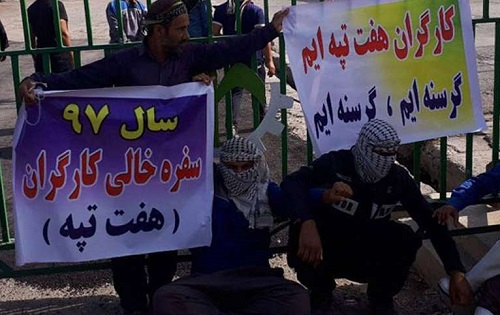 کارگران هفت تپه ایم
گرسنه ایم ، گرسنه ایم
سال ۹۷
سفره خالی کارگران
( هفت تپه )